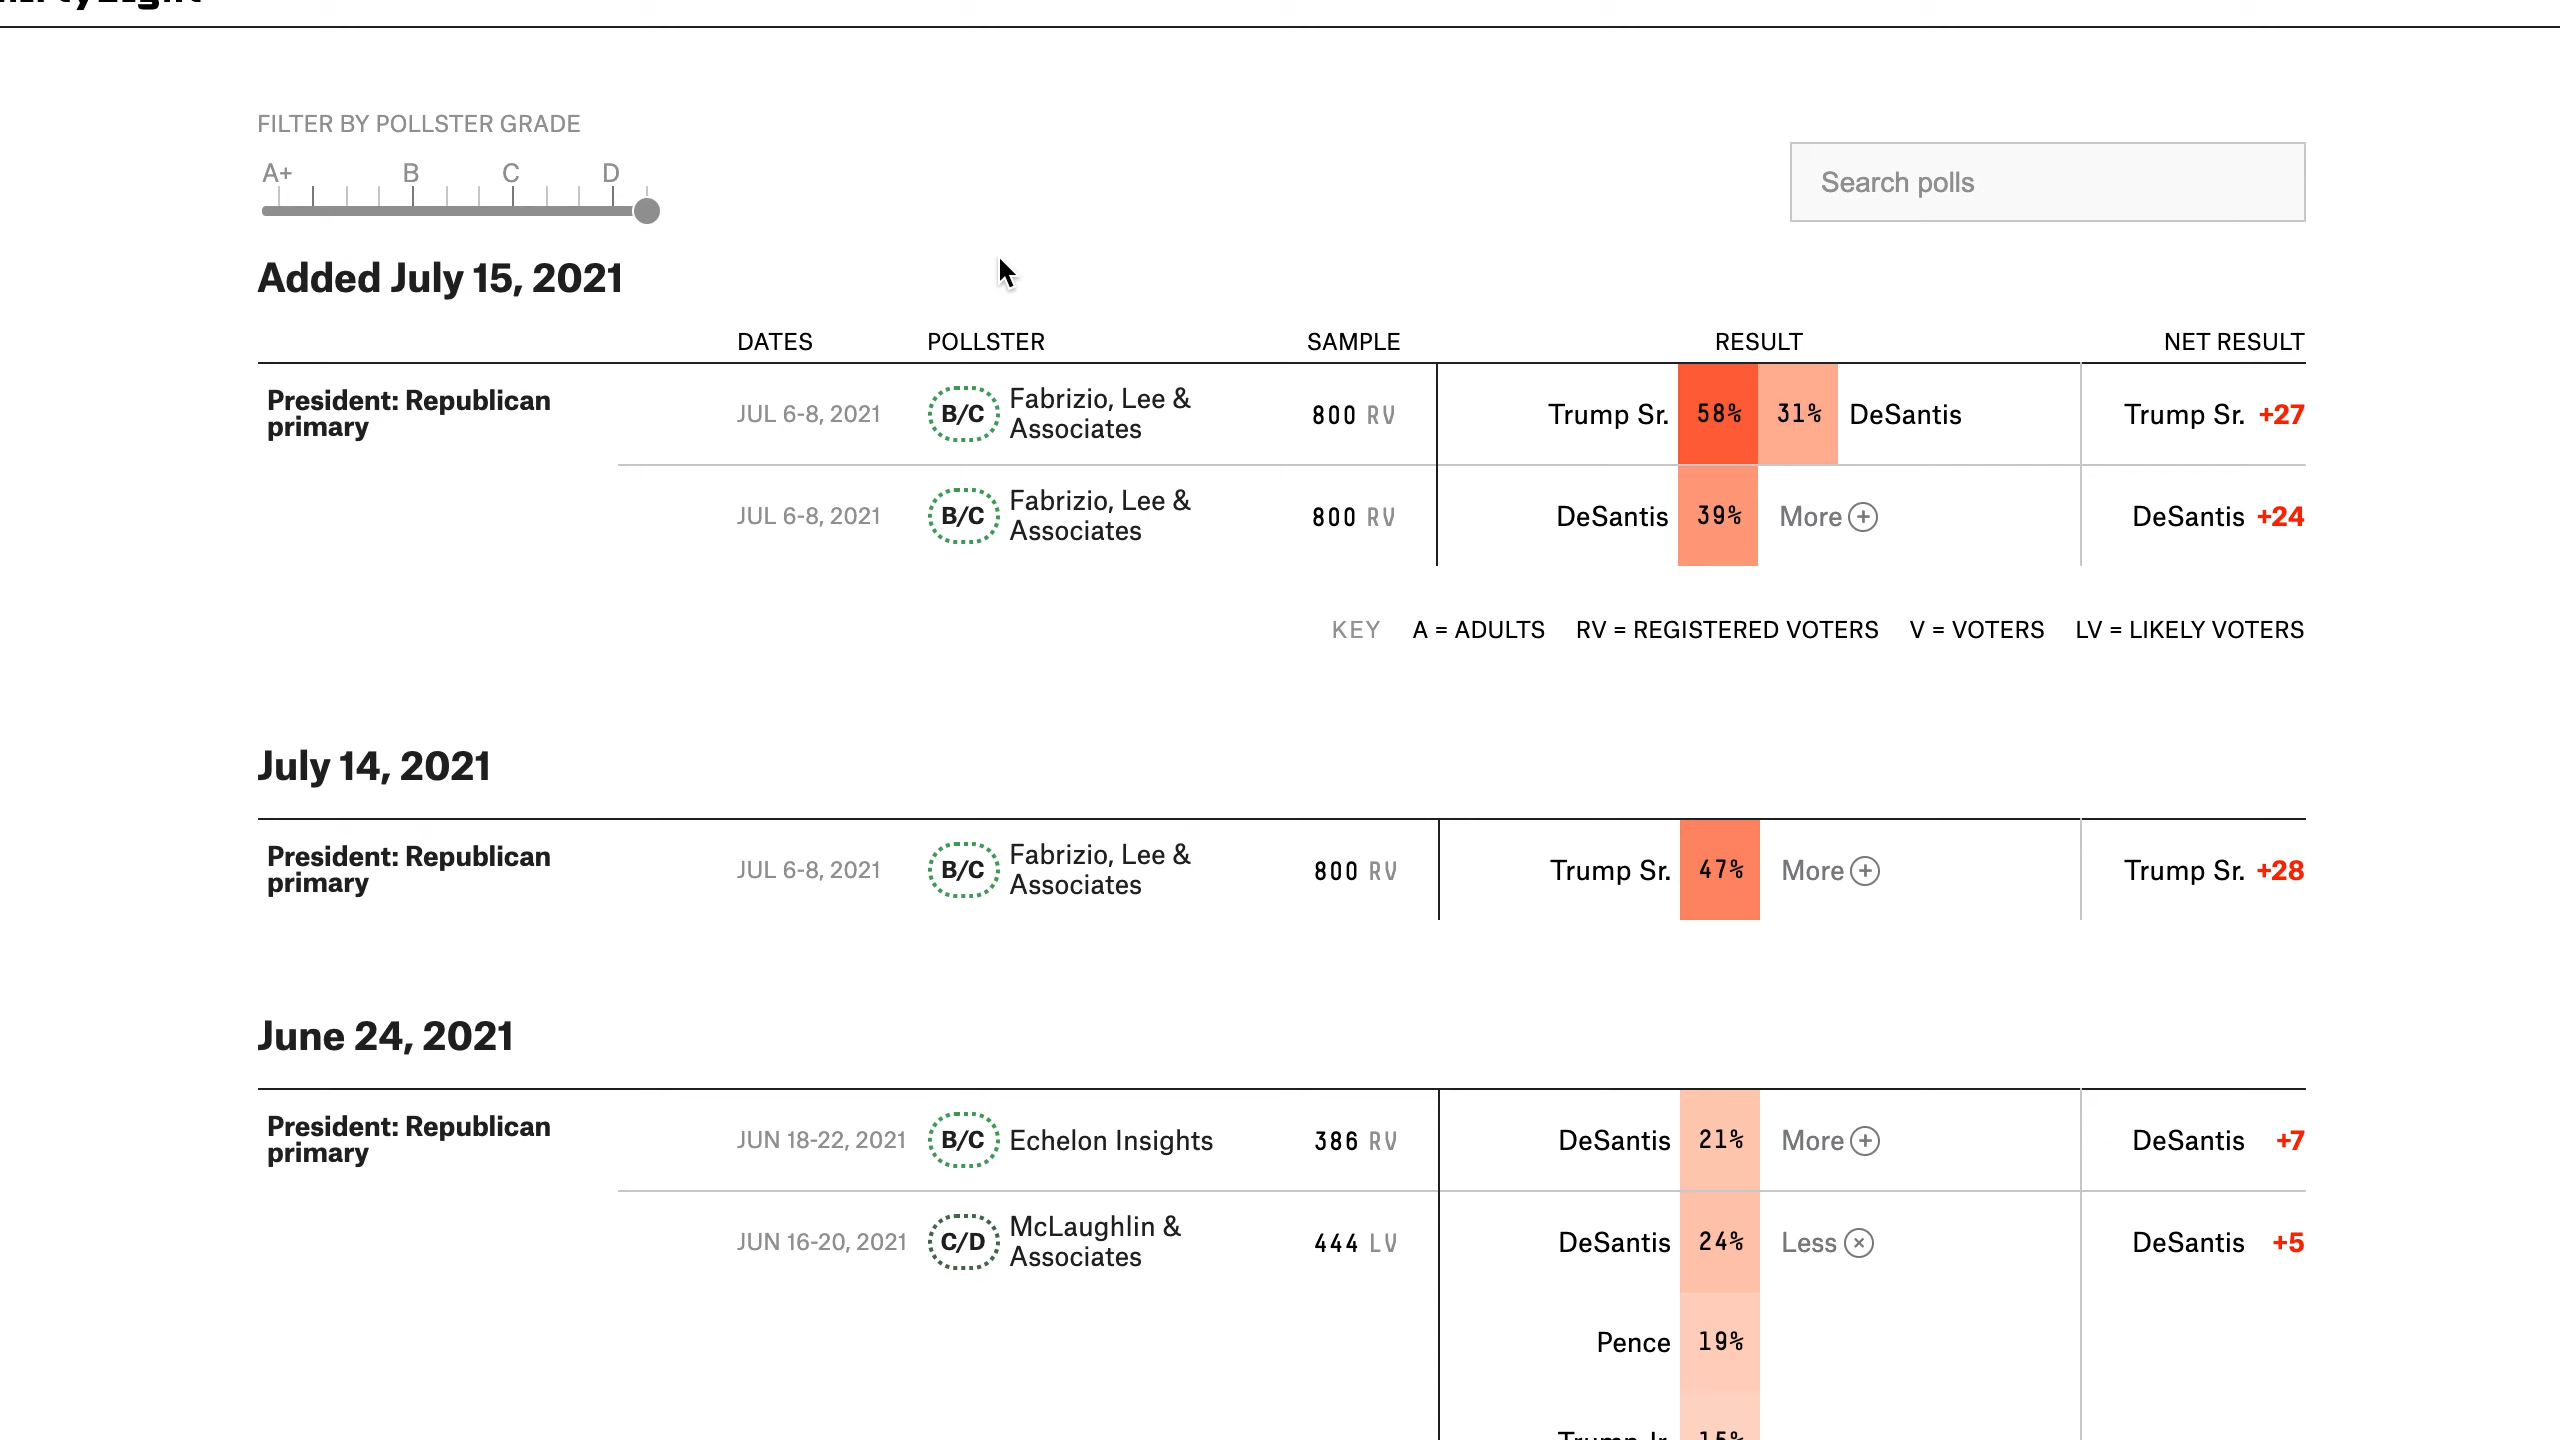 FILTER BY POLLSTER GRADE
A+ B C D
Search polls
Added July 15, 2021
DATES POLLSTER SAMPLE RESULT NET RESULT
President: Republican
primary
JUL 6-8, 2021 B/C Fabrizio, Lee &
Associates
800 RV Trump Sr. 58% 31% DeSantis Trump Sr. +27
JUL 6-8, 2021 B/C Fabrizio, Lee &
Associates
800 RV DeSantis 39% More + DeSantis +24
KEY A = ADULTS RV = REGISTERED VOTERS V = VOTERS LV = LIKELY VOTERS
July 14, 2021
President: Republican
primary
JUL 6-8, 2021 B/C Fabrizio, Lee &
Associates
800 RV Trump Sr. 47% More + Trump Sr. +28
June 24, 2021
President: Republican
primary
JUN 18-22, 2021 B/C Echelon Insights 386 RV DeSantis 21% More + DeSantis +7
JUN 16-20, 2021 C/D McLaughlin &
Associates
444 LV DeSantis 24% Less × DeSantis +5
Pence 19%
Trump Jr. 15%